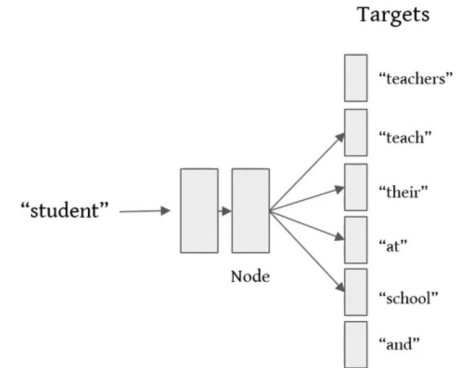 Targets
“teachers”
“teach”
“their”
“student”
“at”
Node
“school”
“and”